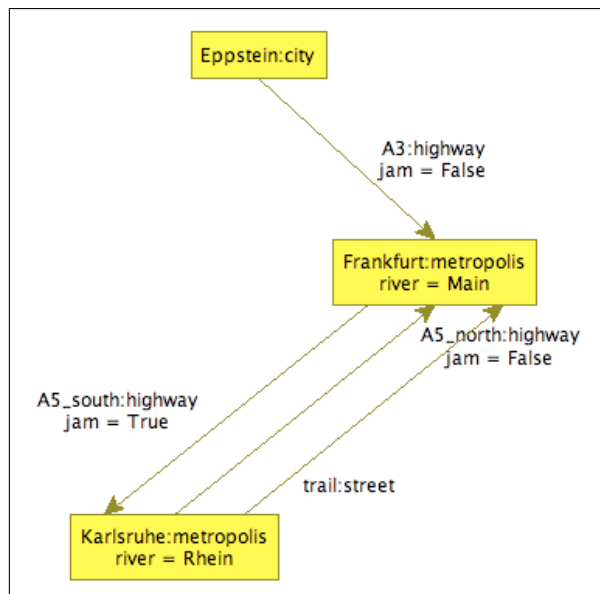 Eppstein:city
A3:highway
jam = False
Frankfurt:metropolis
river = Main
A5_north:highway
jam = False
A5_south:highway
jam = True
trail:street
Karlsruhe:metropolis
river = Rhein